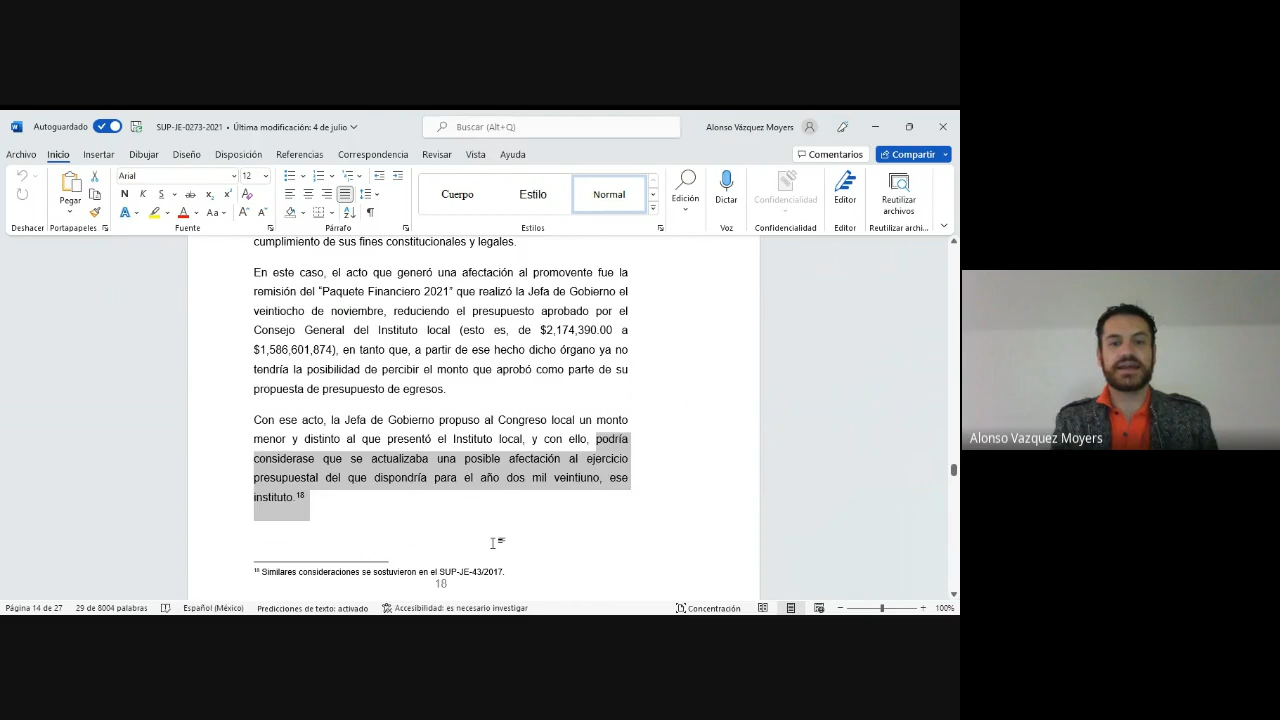 Autoguardado
SUP-JE-0273-2021 • Última modificación: 4 de julio
Buscar (Alt+Q)
Alonso Vázquez Moyers
Archivo Inicio Insertar Dibujar Diseño Disposición Referencias Correspondencia Revisar Vista Ayuda
Comentarios
Compartir
Pegar
Arial
12
N K S x₂ x²
A A Aa A A
Cuerpo
Estilo
Normal
Edición
Dictar
Confidencialidad
Editor
Reutilizar
archivos
Deshacer Portapapeles Fuente Párrafo Estilos Voz Confidencialidad Editor Reutilizar archi...
cumplimiento de sus fines constitucionales y legales.
En este caso, el acto que generó una afectación al promovente fue la
remisión del “Paquete Financiero 2021” que realizó la Jefa de Gobierno el
veintiocho de noviembre, reduciendo el presupuesto aprobado por el
Consejo General del Instituto local (esto es, de $2,174,390.00 a
$1,586,601,874), en tanto que, a partir de ese hecho dicho órgano ya no
tendría la posibilidad de percibir el monto que aprobó como parte de su
propuesta de presupuesto de egresos.
Con ese acto, la Jefa de Gobierno propuso al Congreso local un monto
menor y distinto al que presentó el Instituto local, y con ello, podría
considerase que se actualizaba una posible afectación al ejercicio
presupuestal del que dispondría para el año dos mil veintiuno, ese
instituto.¹⁸
¹⁸ Similares consideraciones se sostuvieron en el SUP-JE-43/2017.
18
Página 14 de 27 29 de 8004 palabras Español (México) Predicciones de texto: activado Accesibilidad: es necesario investigar Concentración 100%
Alonso Vazquez Moyers